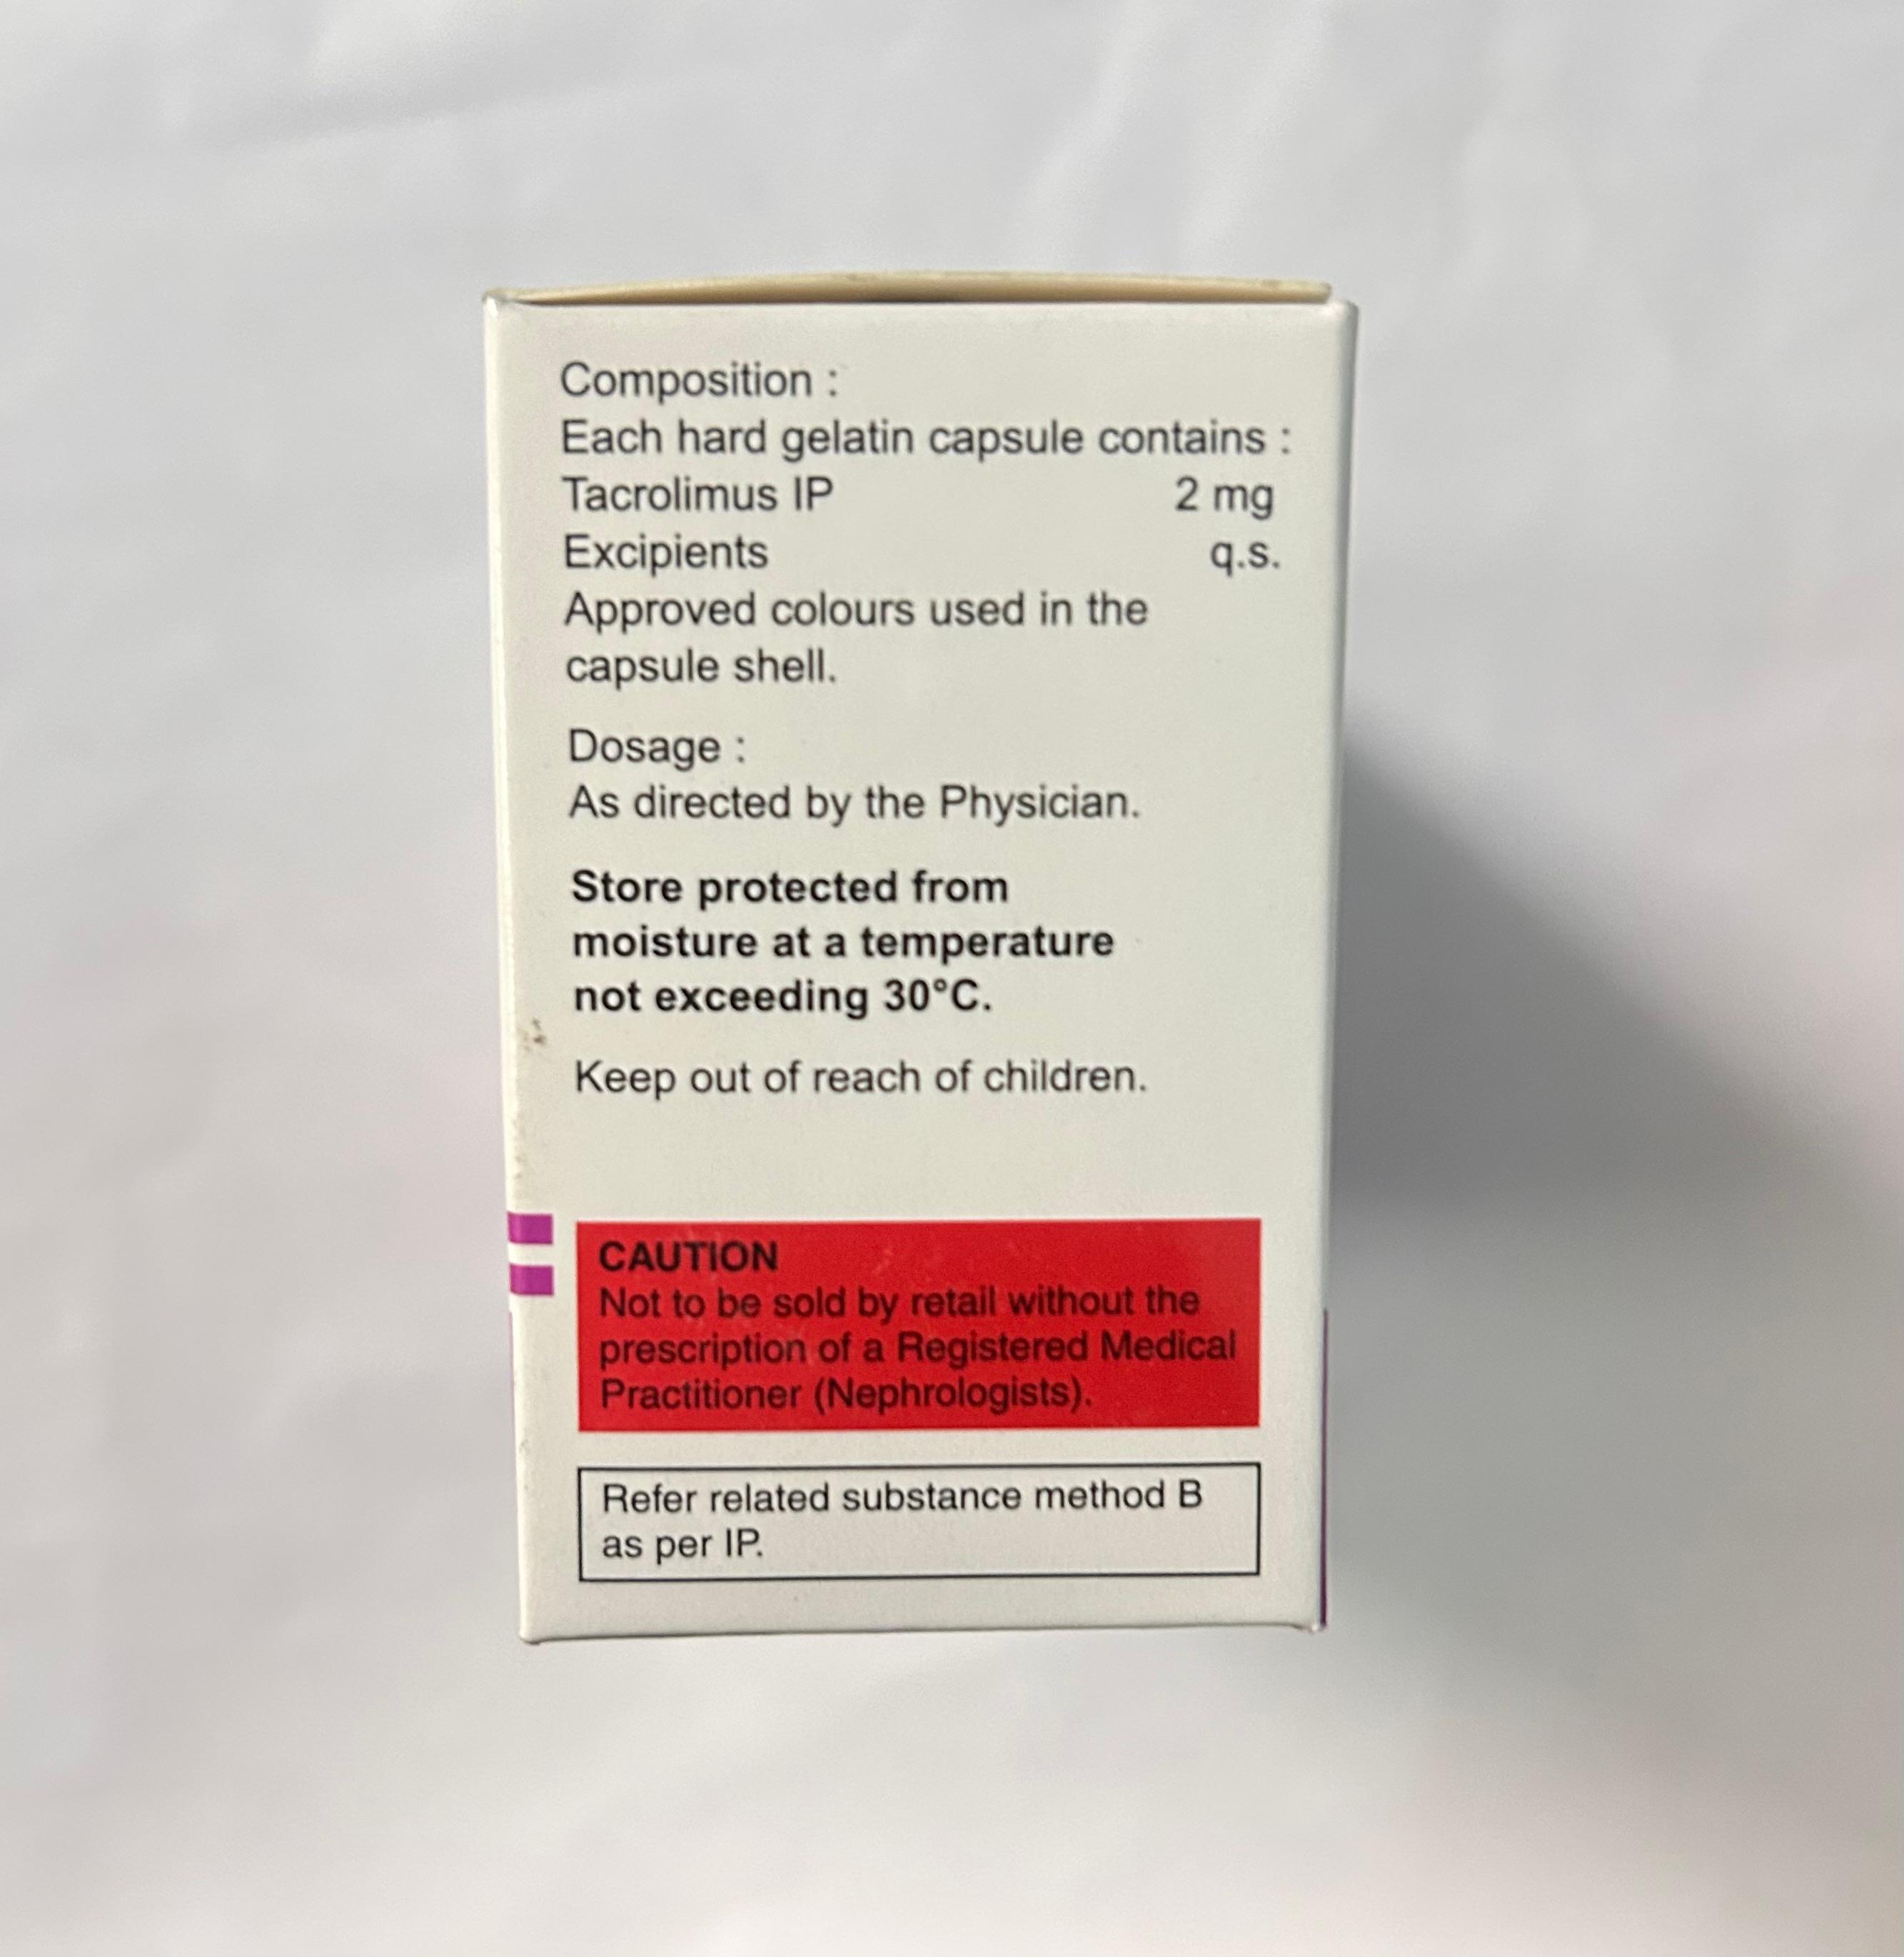 Composition :
Each hard gelatin capsule contains :
Tacrolimus IP 2 mg
Excipients q.s.
Approved colours used in the
capsule shell.
Dosage :
As directed by the Physician.
Store protected from
moisture at a temperature
not exceeding 30°C.
Keep out of reach of children.
CAUTION
Not to be sold by retail without the
prescription of a Registered Medical
Practitioner (Nephrologists).
Refer related substance method B
as per IP.